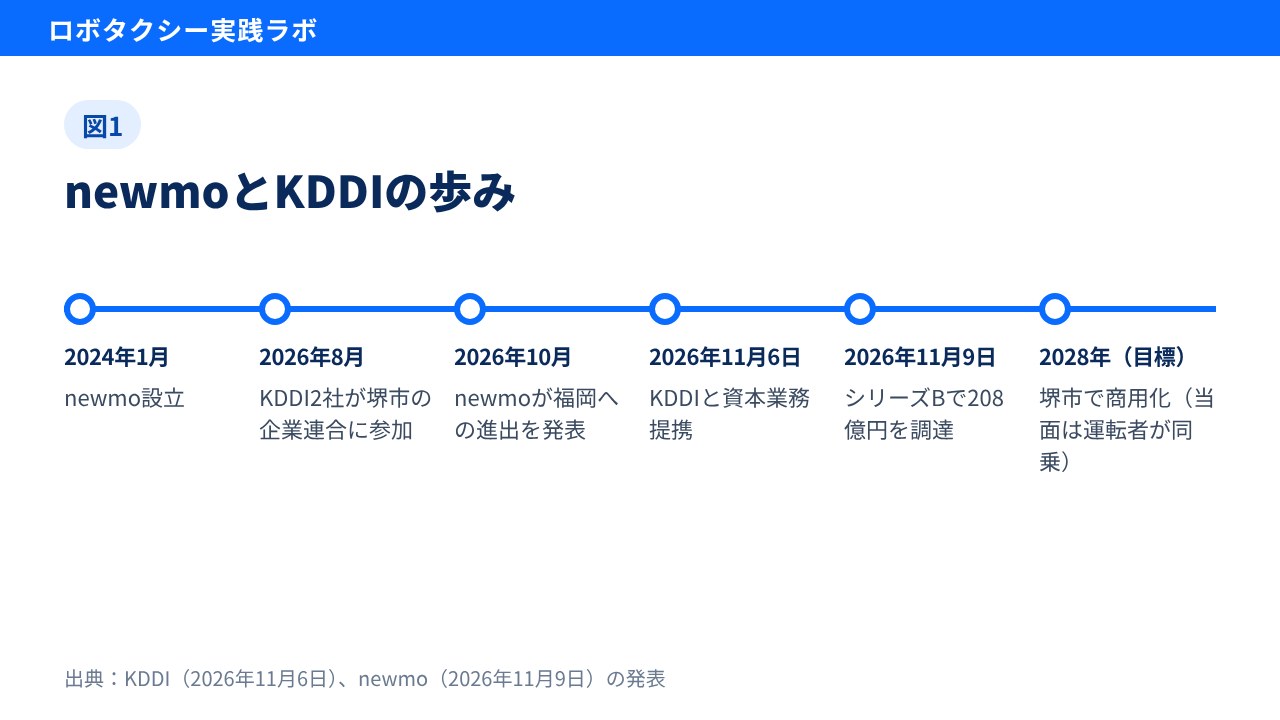 ロボタクシー実践ラボ
図1
newmoとKDDIの歩み
2024年1月
newmo設立
2026年8月
KDDI2社が堺市の
企業連合に参加
2026年10月
newmoが福岡へ
の進出を発表
2026年11月6日
KDDIと資本業務
提携
2026年11月9日
シリーズBで208
億円を調達
2028年（目標）
堺市で商用化（当
面は運転者が同
乗）
出典：KDDI（2026年11月6日）、newmo（2026年11月9日）の発表